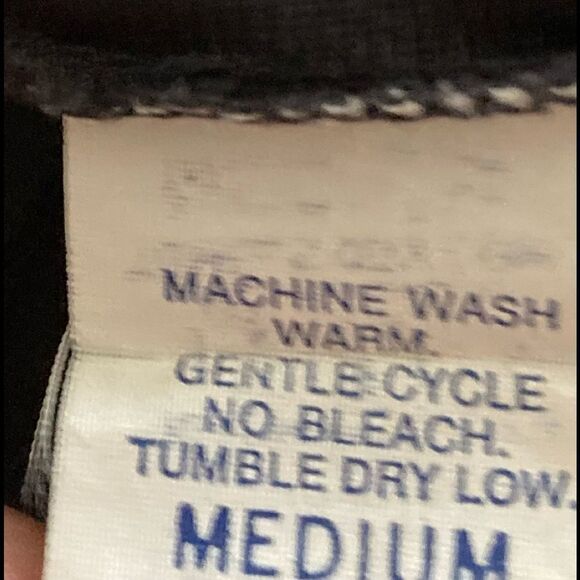 MACHINE WASH
WARM.
GENTLE CYCLE
NO BLEACH.
TUMBLE DRY LOW.
MEDIUM